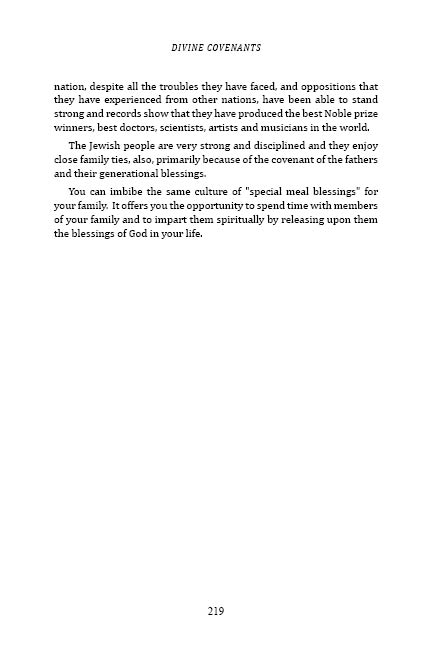 DIVINE COVENANTS
nation, despite all the troubles they have faced, and oppositions that
they have experienced from other nations, have been able to stand
strong and records show that they have produced the best Noble prize
winners, best doctors, scientists, artists and musicians in the world.
The Jewish people are very strong and disciplined and they enjoy
close family ties, also, primarily because of the covenant of the fathers
and their generational blessings.
You can imbibe the same culture of "special meal blessings" for
your family. It offers you the opportunity to spend time with members
of your family and to impart them spiritually by releasing upon them
the blessings of God in your life.
219